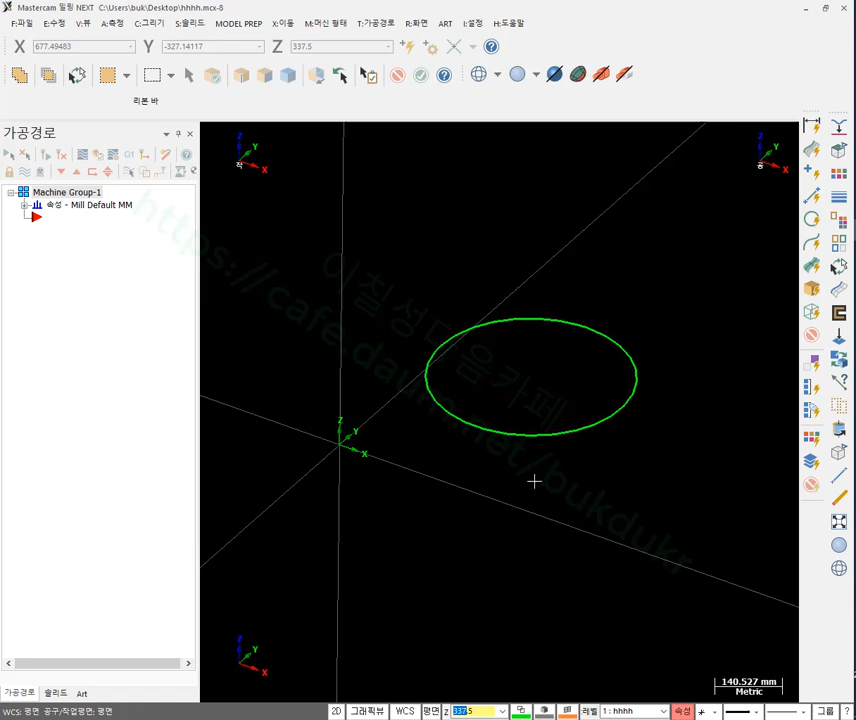 Mastercam 밀링 NEXT  C:\Users\buk\Desktop\hhhh.mcx-8
F:파일 E:수정 V:뷰 A:측정 C:그리기 S:솔리드 MODEL PREP X:이동 M:머신 형태 T:가공경로 R:화면 ART I:설정 H:도움말
X 677.49483 Y -327.14117 Z 337.5
리본 바
가공경로
G1
Machine Group-1
속성 - Mill Default MM
Z Y X
Z Y X
https://cafe.daum.net/bukdukr
이칠성다음카페
Z Y X
Z Y X
140.527 mm
Metric
가공경로 솔리드 Art
WCS: 평면 공구/작업평면: 평면 2D 그래픽뷰 WCS 평면 Z 337.5 레벨 1 : hhhh 속성 그룹 ?